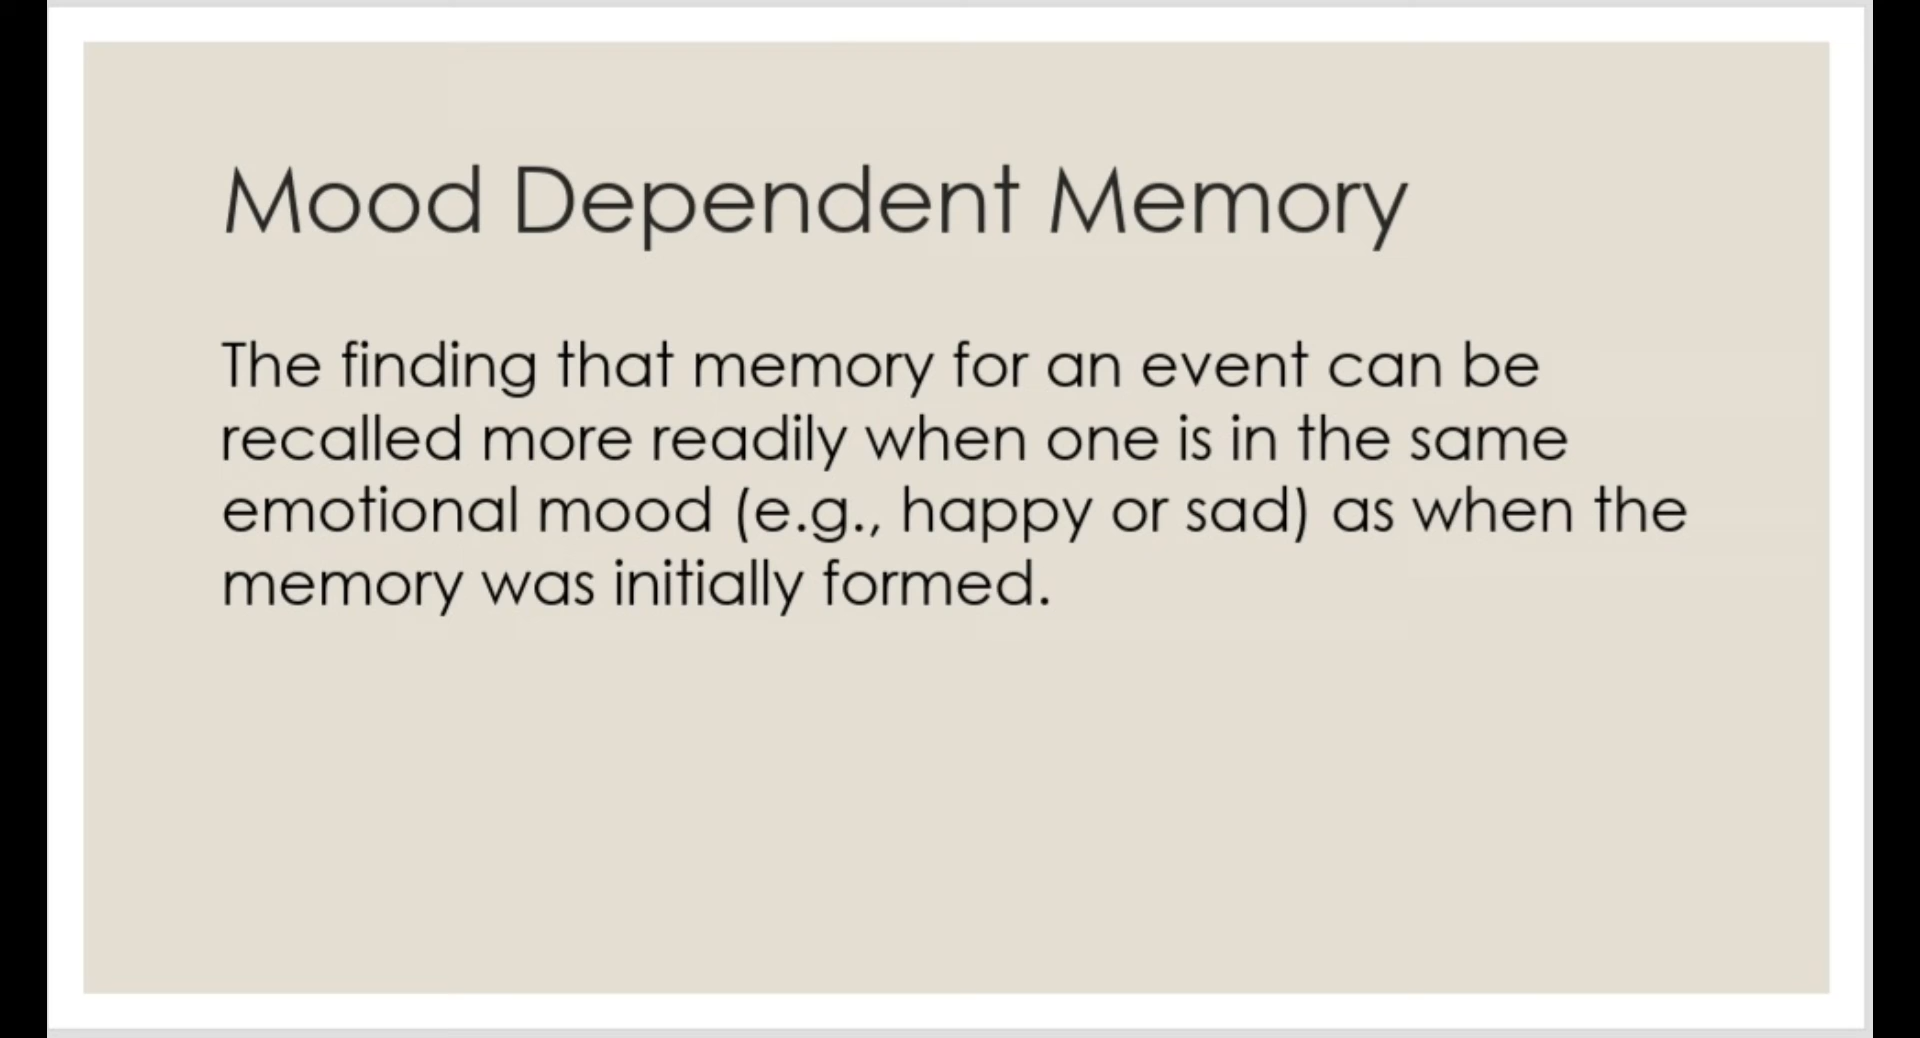 Mood Dependent Memory
The finding that memory for an event can be
recalled more readily when one is in the same
emotional mood (e.g., happy or sad) as when the
memory was initially formed.